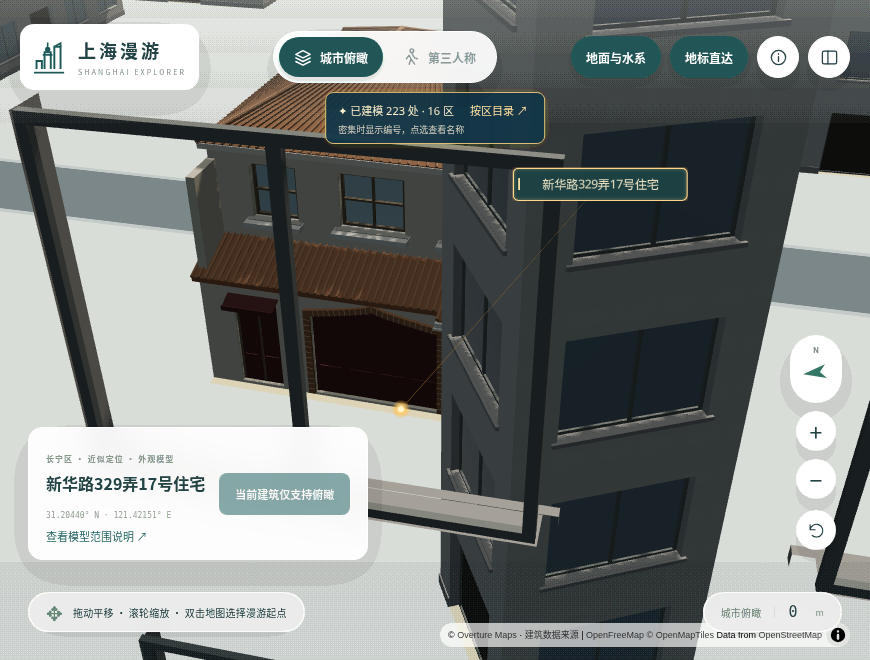 上海漫游
SHANGHAI EXPLORER
城市俯瞰
第三人称
地面与水系
地标直达
✦ 已建模 223 处 · 16 区 按区目录 ↗
密集时显示编号，点选查看名称
新华路329弄17号住宅
N
长宁区 · 近似定位 · 外观模型
新华路329弄17号住宅
当前建筑仅支持俯瞰
31.20440° N · 121.42151° E
查看模型范围说明 ↗
拖动平移 · 滚轮缩放 · 双击地图选择漫游起点
城市俯瞰 0 m
© Overture Maps · 建筑数据来源 | OpenFreeMap © OpenMapTiles Data from OpenStreetMap